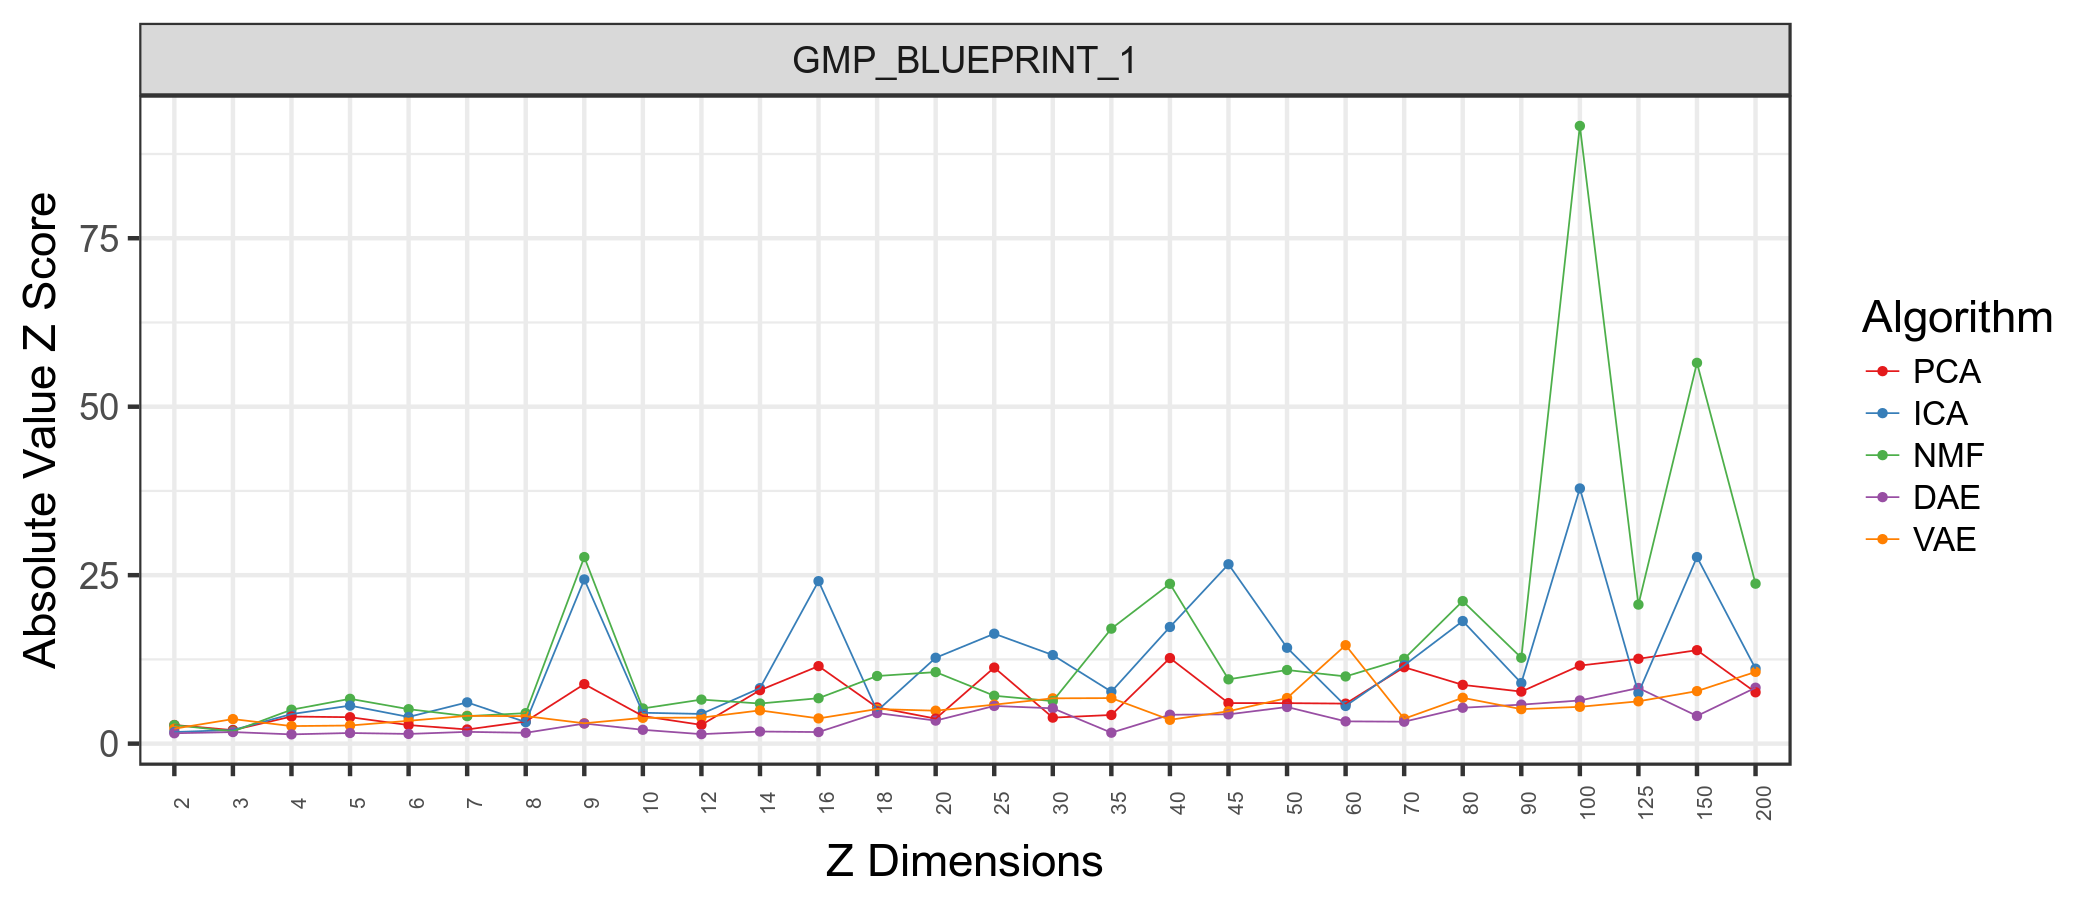 GMP_BLUEPRINT_1
Absolute Value Z Score
75
50
25
0
2 3 4 5 6 7 8 9 10 12 14 16 18 20 25 30 35 40 45 50 60 70 80 90 100 125 150 200
Z Dimensions
Algorithm
PCA
ICA
NMF
DAE
VAE